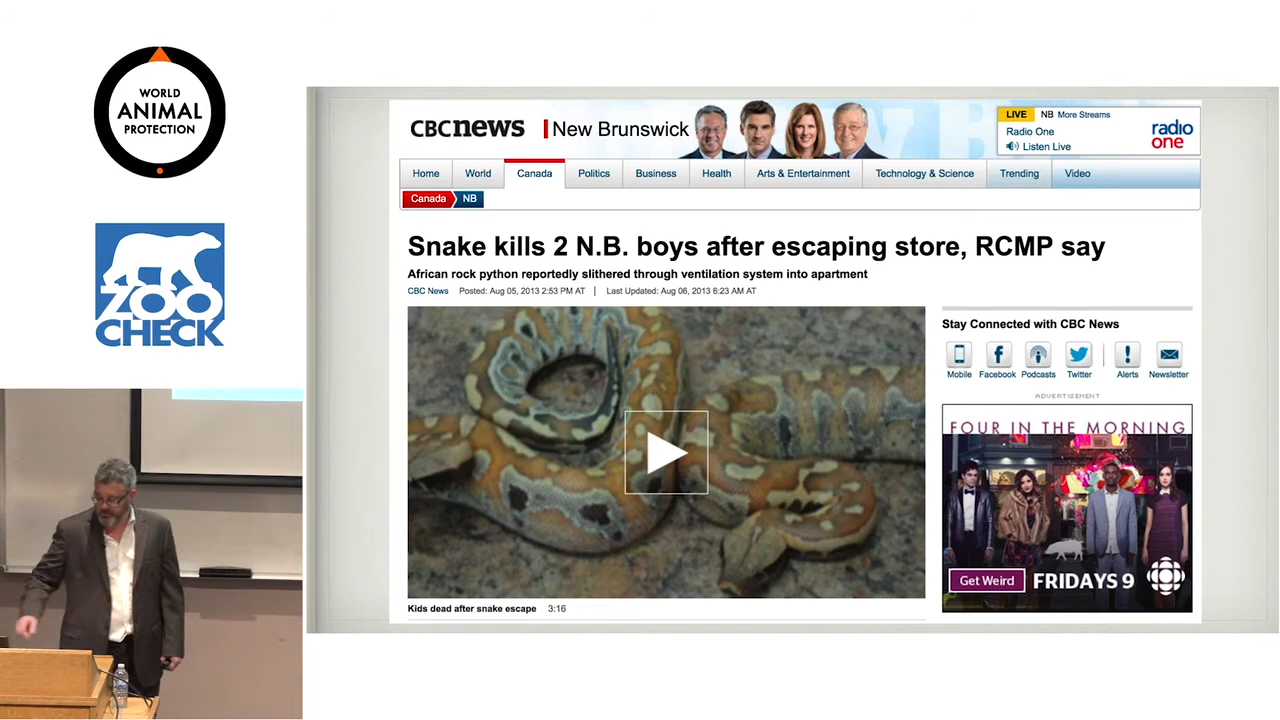 WORLD
ANIMAL
PROTECTION
ZOO
CHECK
CBCnews New Brunswick
LIVE NB More Streams
Radio One
Listen Live
radio
one
Home World Canada Politics Business Health Arts & Entertainment Technology & Science Trending Video
Canada NB
Snake kills 2 N.B. boys after escaping store, RCMP say
African rock python reportedly slithered through ventilation system into apartment
CBC News Posted: Aug 05, 2013 2:53 PM AT | Last Updated: Aug 06, 2013 6:23 AM AT
Stay Connected with CBC News
Mobile Facebook Podcasts Twitter Alerts Newsletter
ADVERTISEMENT
FOUR IN THE MORNING
Get Weird FRIDAYS 9
Kids dead after snake escape 3:16